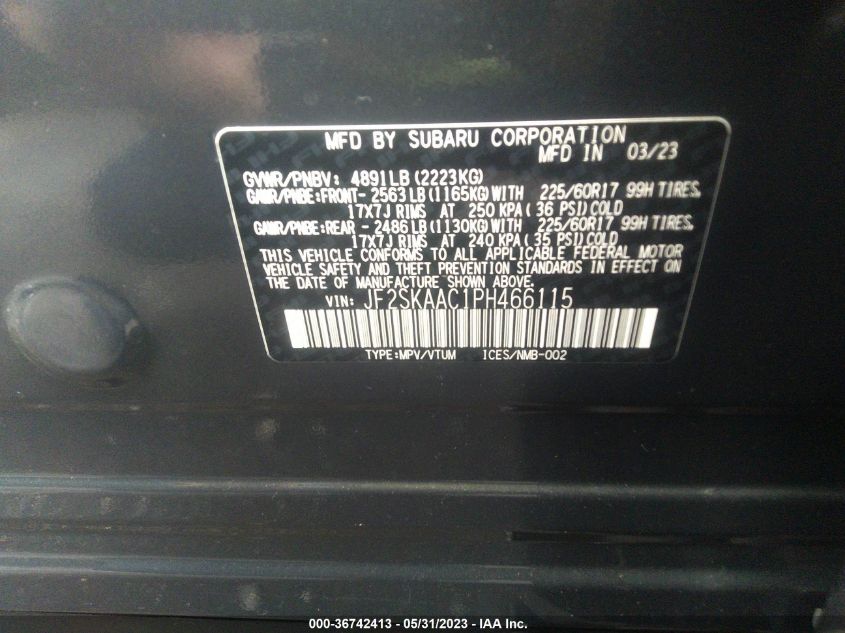 MFD BY SUBARU CORPORATION
MFD IN 03/23
GVWR/PNBV: 4891LB (2223KG)
GAWR/PNBE:FRONT- 2563LB (1165KG) WITH 225/60R17 99H TIRES,
17X7J RIMS AT 250 KPA (36 PSI) COLD
GAWR/PNBE:REAR - 2486LB (1130KG) WITH 225/60R17 99H TIRES,
17X7J RIMS AT 240 KPA (35 PSI) COLD
THIS VEHICLE CONFORMS TO ALL APPLICABLE FEDERAL MOTOR
VEHICLE SAFETY AND THEFT PREVENTION STANDARDS IN EFFECT ON
THE DATE OF MANUFACTURE SHOWN ABOVE.
VIN: JF2SKAAC1PH466115
TYPE:MPV/VTUM ICES/NMB-002
000-36742413 - 05/31/2023 - IAA Inc.